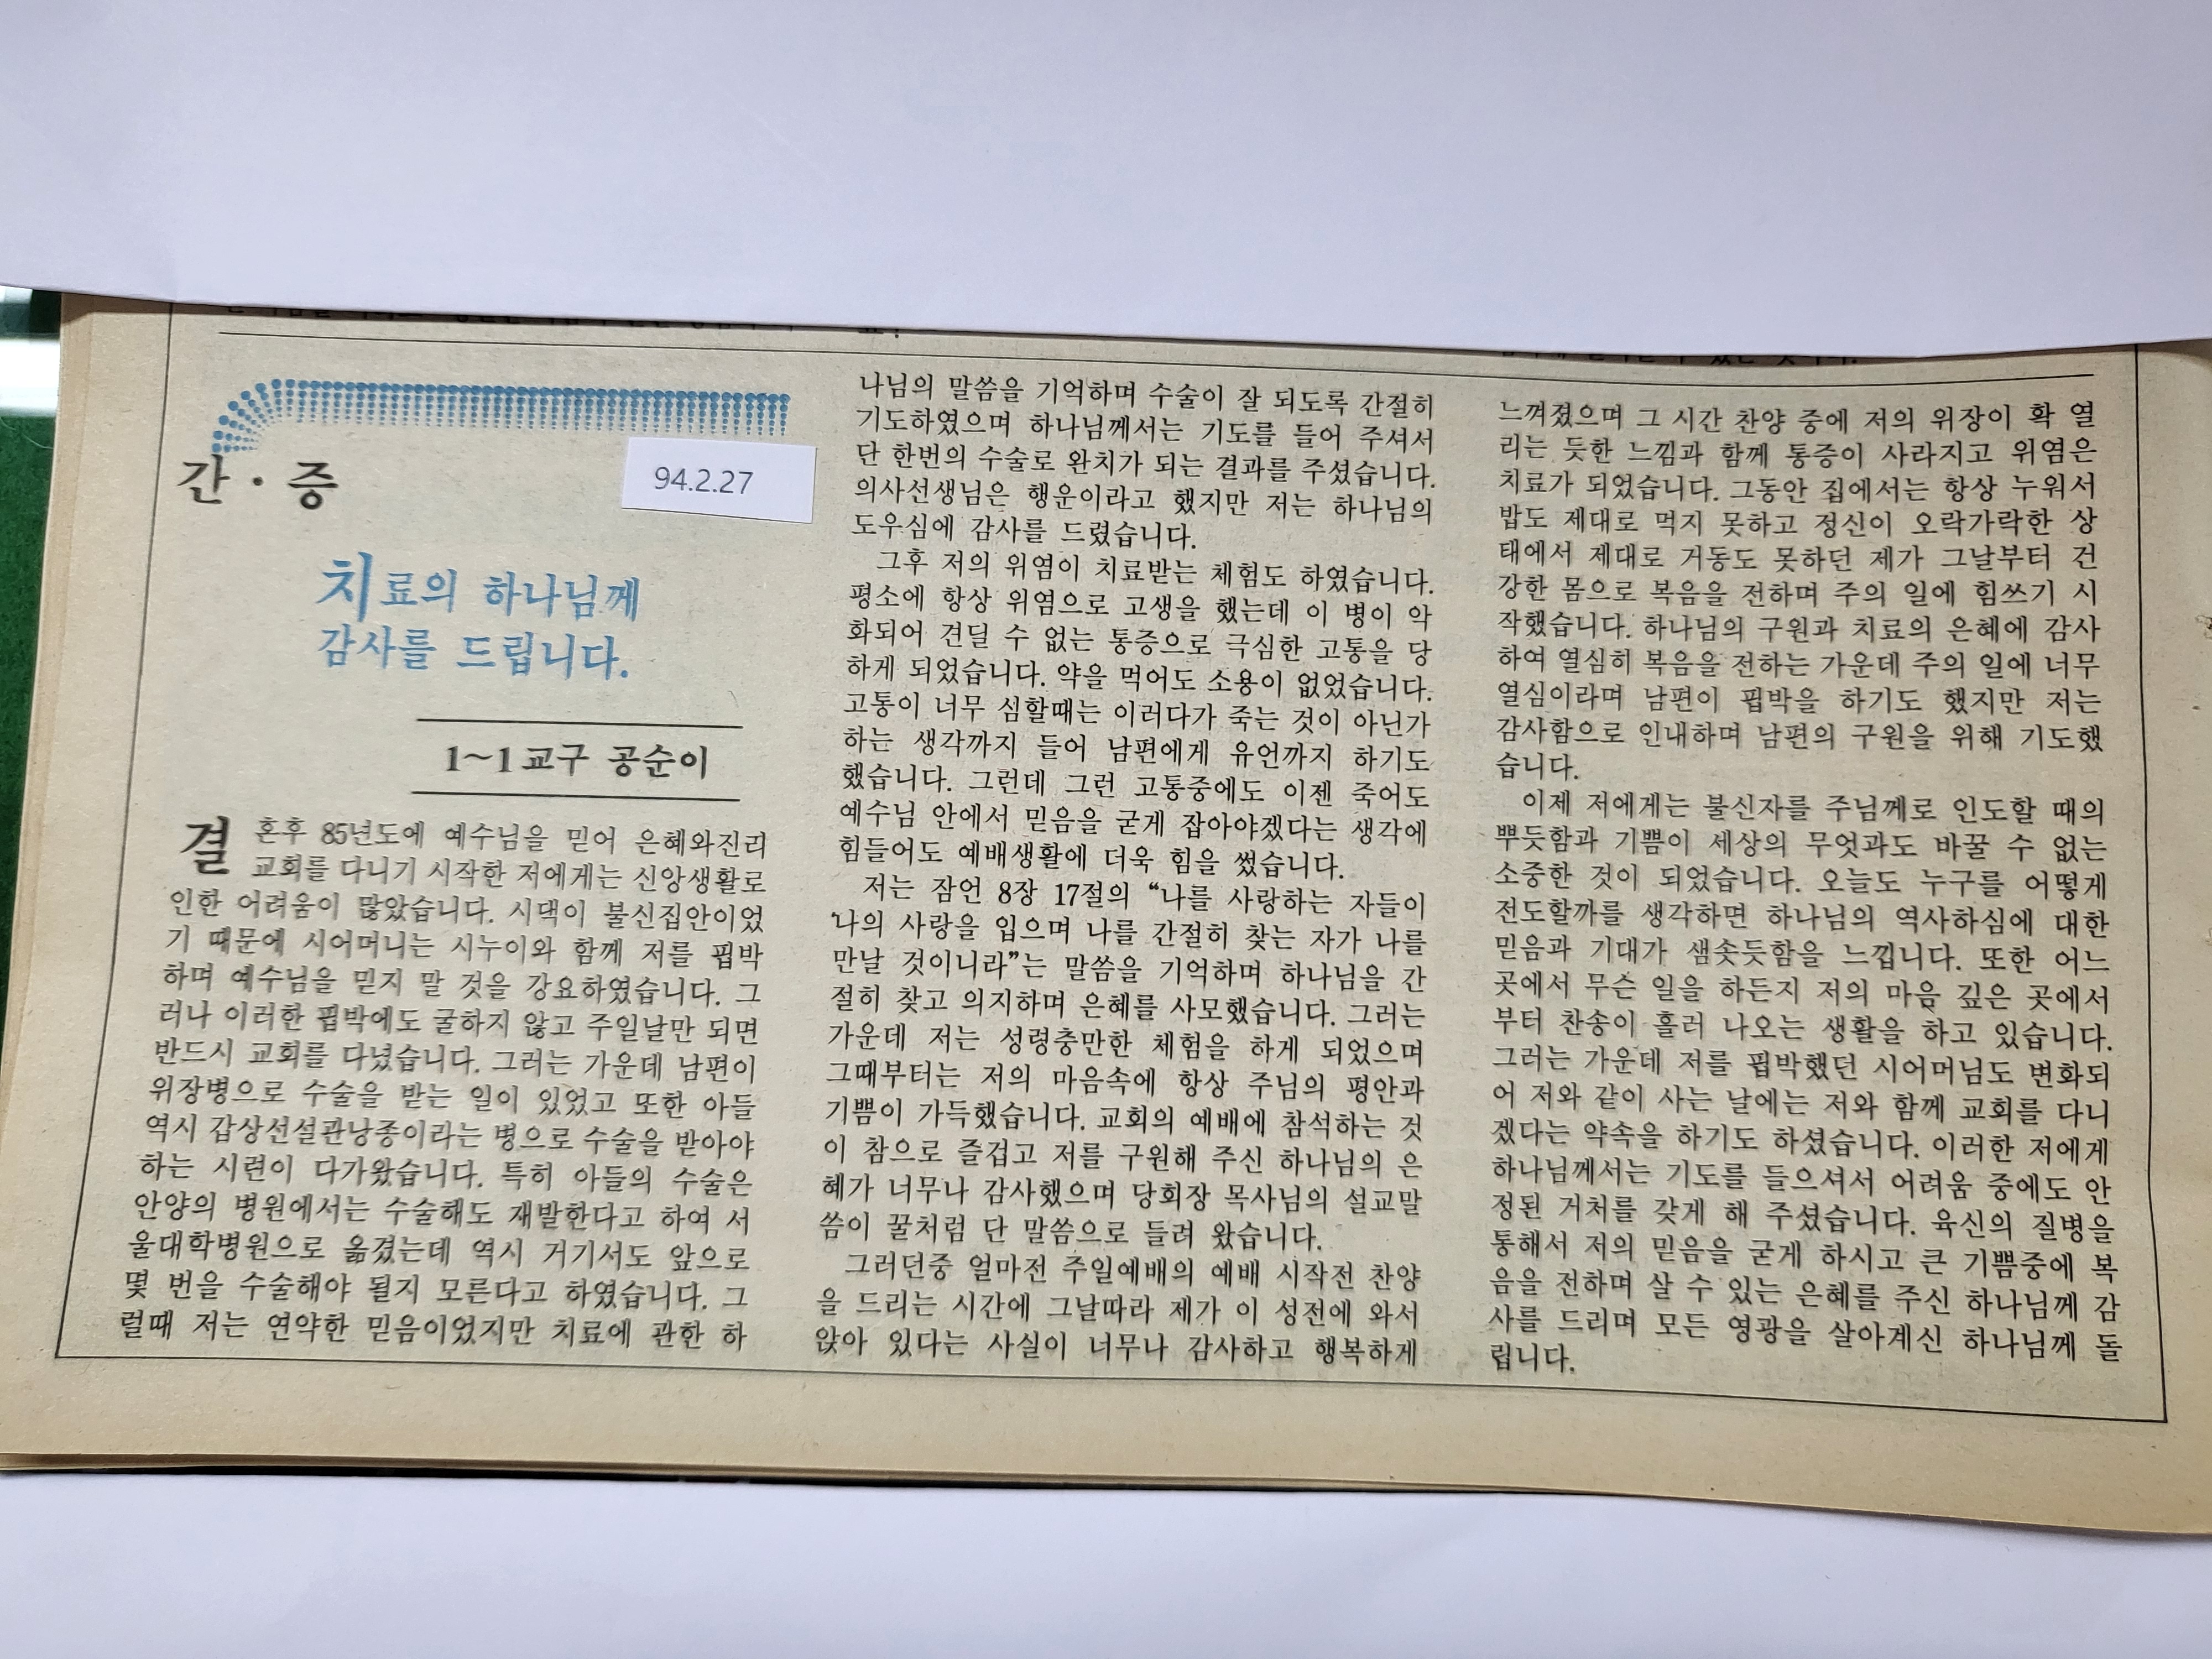 간·증
94.2.27
치료의 하나님께
감사를 드립니다.
1~1교구 공순이
결혼후 85년도에 예수님을 믿어 은혜와진리
교회를 다니기 시작한 저에게는 신앙생활로
인한 어려움이 많았습니다. 시댁이 불신집안이었
기 때문에 시어머니는 시누이와 함께 저를 핍박
하며 예수님을 믿지 말 것을 강요하였습니다. 그
러나 이러한 핍박에도 굴하지 않고 주일날만 되면
반드시 교회를 다녔습니다. 그러는 가운데 남편이
위장병으로 수술을 받는 일이 있었고 또한 아들
역시 갑상선설관낭종이라는 병으로 수술을 받아야
하는 시련이 다가왔습니다. 특히 아들의 수술은
안양의 병원에서는 수술해도 재발한다고 하여 서
울대학병원으로 옮겼는데 역시 거기서도 앞으로
몇 번을 수술해야 될지 모른다고 하였습니다. 그
럴때 저는 연약한 믿음이었지만 치료에 관한 하
나님의 말씀을 기억하며 수술이 잘 되도록 간절히
기도하였으며 하나님께서는 기도를 들어 주셔서
단 한번의 수술로 완치가 되는 결과를 주셨습니다.
의사선생님은 행운이라고 했지만 저는 하나님의
도우심에 감사를 드렸습니다.
그후 저의 위염이 치료받는 체험도 하였습니다.
평소에 항상 위염으로 고생을 했는데 이 병이 악
화되어 견딜 수 없는 통증으로 극심한 고통을 당
하게 되었습니다. 약을 먹어도 소용이 없었습니다.
고통이 너무 심할때는 이러다가 죽는 것이 아닌가
하는 생각까지 들어 남편에게 유언까지 하기도
했습니다. 그런데 그런 고통중에도 이젠 죽어도
예수님 안에서 믿음을 굳게 잡아야겠다는 생각에
힘들어도 예배생활에 더욱 힘을 썼습니다.
저는 잠언 8장 17절의 “나를 사랑하는 자들이
나의 사랑을 입으며 나를 간절히 찾는 자가 나를
만날 것이니라”는 말씀을 기억하며 하나님을 간
절히 찾고 의지하며 은혜를 사모했습니다. 그러는
가운데 저는 성령충만한 체험을 하게 되었으며
그때부터는 저의 마음속에 항상 주님의 평안과
기쁨이 가득했습니다. 교회의 예배에 참석하는 것
이 참으로 즐겁고 저를 구원해 주신 하나님의 은
혜가 너무나 감사했으며 당회장 목사님의 설교말
씀이 꿀처럼 단 말씀으로 들려 왔습니다.
그러던중 얼마전 주일예배의 예배 시작전 찬양
을 드리는 시간에 그날따라 제가 이 성전에 와서
앉아 있다는 사실이 너무나 감사하고 행복하게
느껴졌으며 그 시간 찬양 중에 저의 위장이 확 열
리는 듯한 느낌과 함께 통증이 사라지고 위염은
치료가 되었습니다. 그동안 집에서는 항상 누워서
밥도 제대로 먹지 못하고 정신이 오락가락한 상
태에서 제대로 거동도 못하던 제가 그날부터 건
강한 몸으로 복음을 전하며 주의 일에 힘쓰기 시
작했습니다. 하나님의 구원과 치료의 은혜에 감사
하여 열심히 복음을 전하는 가운데 주의 일에 너무
열심이라며 남편이 핍박을 하기도 했지만 저는
감사함으로 인내하며 남편의 구원을 위해 기도했
습니다.
이제 저에게는 불신자를 주님께로 인도할 때의
뿌듯함과 기쁨이 세상의 무엇과도 바꿀 수 없는
소중한 것이 되었습니다. 오늘도 누구를 어떻게
전도할까를 생각하면 하나님의 역사하심에 대한
믿음과 기대가 샘솟듯함을 느낍니다. 또한 어느
곳에서 무슨 일을 하든지 저의 마음 깊은 곳에서
부터 찬송이 흘러 나오는 생활을 하고 있습니다.
그러는 가운데 저를 핍박했던 시어머님도 변화되
어 저와 같이 사는 날에는 저와 함께 교회를 다니
겠다는 약속을 하기도 하셨습니다. 이러한 저에게
하나님께서는 기도를 들으셔서 어려움 중에도 안
정된 거처를 갖게 해 주셨습니다. 육신의 질병을
통해서 저의 믿음을 굳게 하시고 큰 기쁨중에 복
음을 전하며 살 수 있는 은혜를 주신 하나님께 감
사를 드리며 모든 영광을 살아계신 하나님께 돌
립니다.